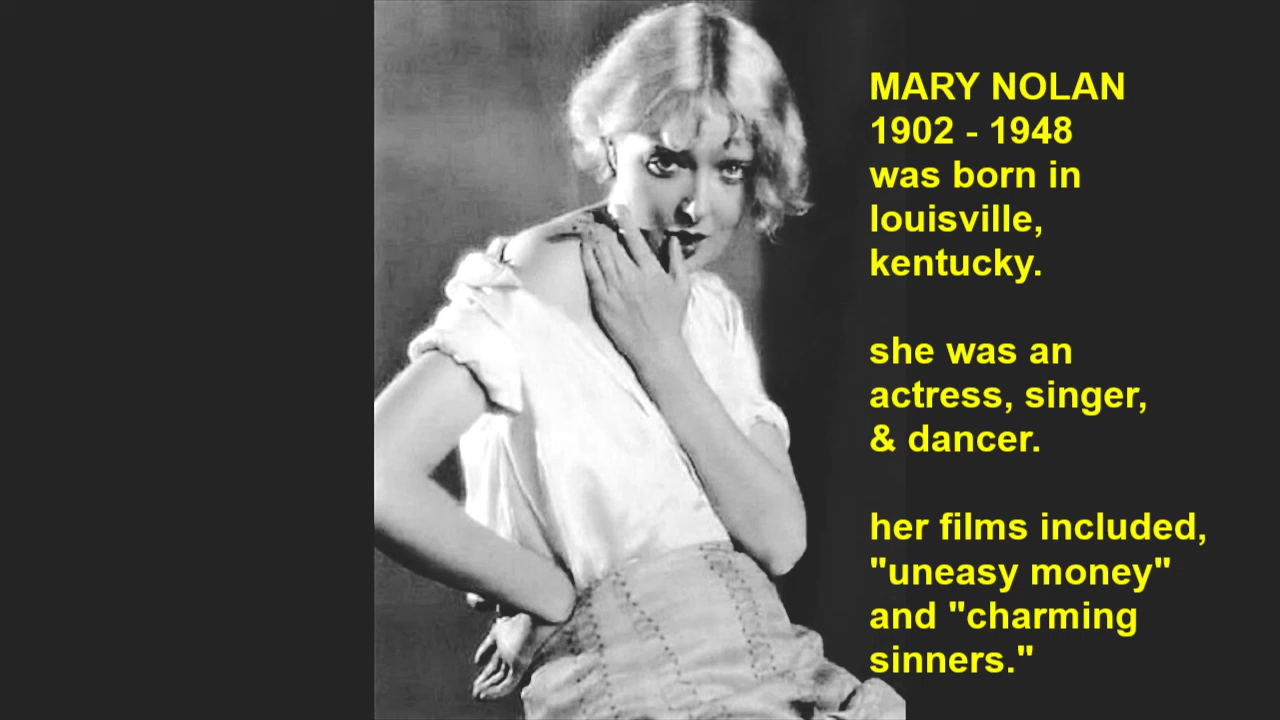 MARY NOLAN
1902 - 1948
was born in
louisville,
kentucky.
she was an
actress, singer,
& dancer.
her films included,
"uneasy money"
and "charming
sinners."